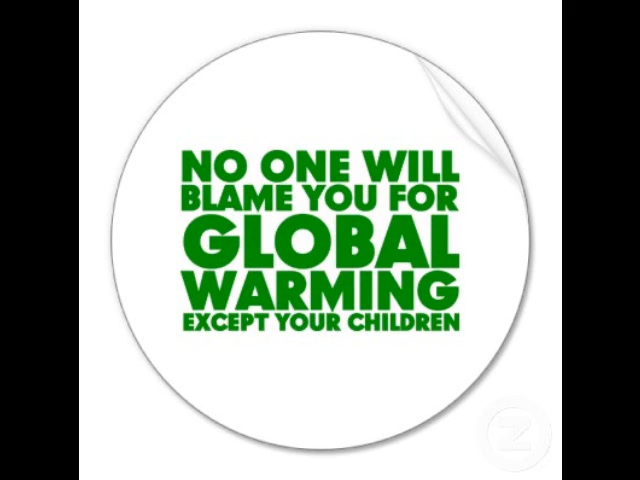 NO ONE WILL
BLAME YOU FOR
GLOBAL
WARMING
EXCEPT YOUR CHILDREN
Z